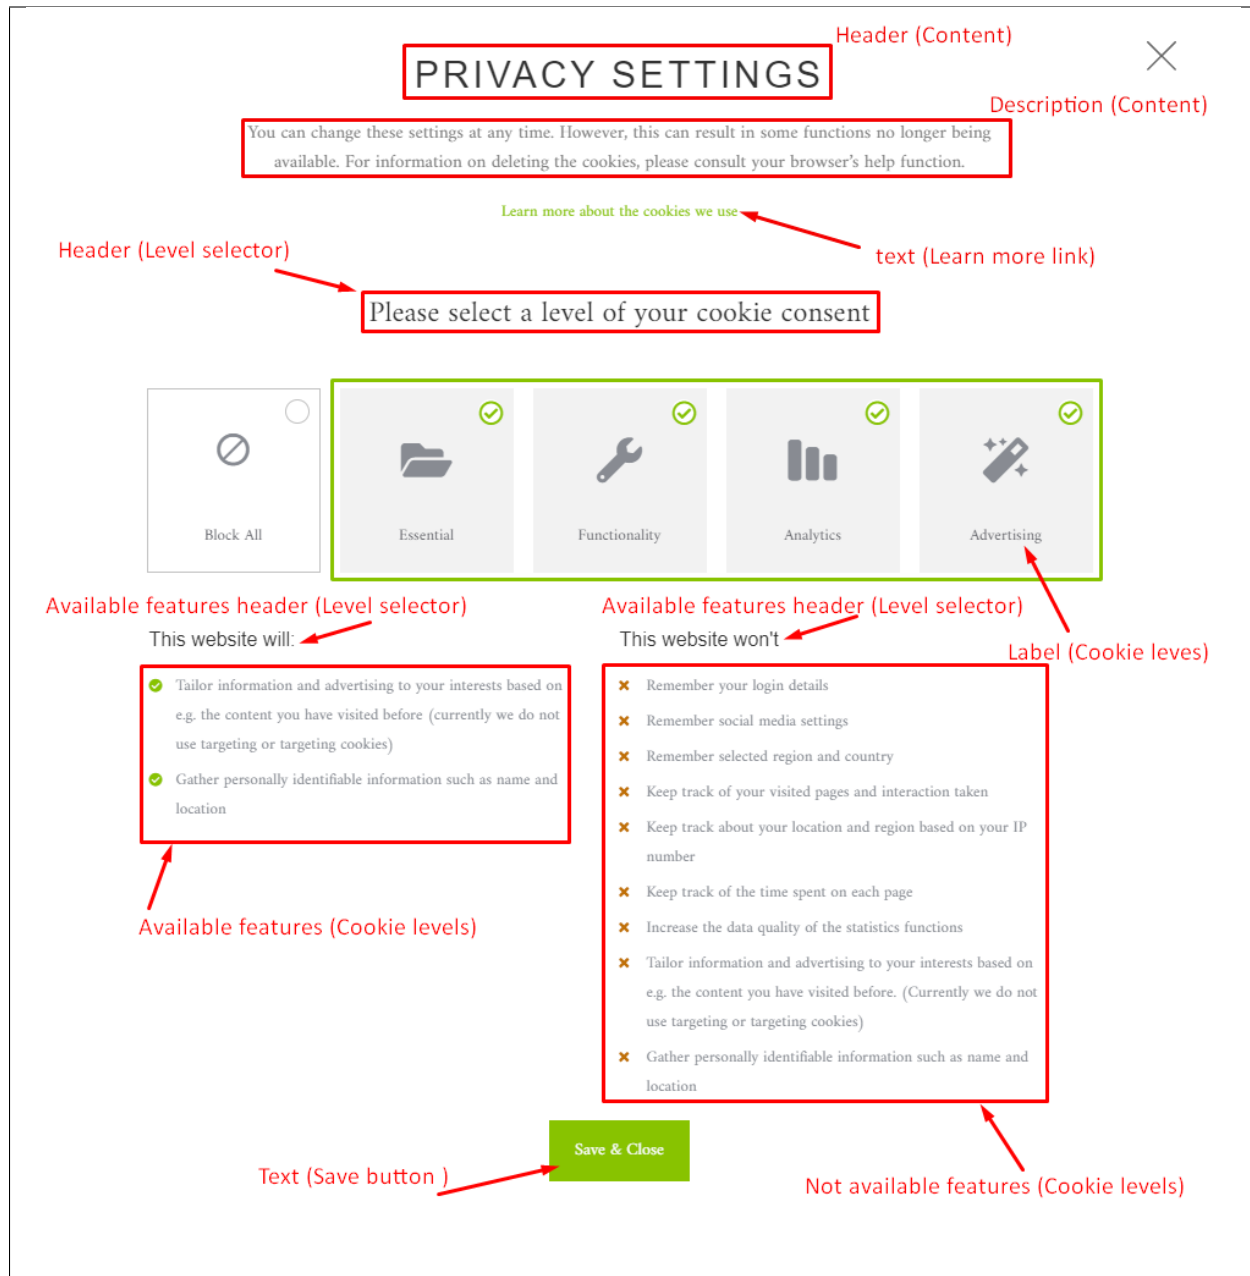 Header (Content)
PRIVACY SETTINGS
Description (Content)
You can change these settings at any time. However, this can result in some functions no longer being
available. For information on deleting the cookies, please consult your browser's help function.
Learn more about the cookies we use
Header (Level selector)
text (Learn more link)
Please select a level of your cookie consent
Block All
Essential
Functionality
Analytics
Advertising
Available features header (Level selector)
Available features header (Level selector)
This website will:
This website won't
Label (Cookie leves)
Tailor information and advertising to your interests based on
e.g. the content you have visited before (currently we do not
use targeting or targeting cookies)
Gather personally identifiable information such as name and
location
Available features (Cookie levels)
Remember your login details
Remember social media settings
Remember selected region and country
Keep track of your visited pages and interaction taken
Keep track about your location and region based on your IP
number
Keep track of the time spent on each page
Increase the data quality of the statistics functions
Tailor information and advertising to your interests based on
e.g. the content you have visited before. (Currently we do not
use targeting or targeting cookies)
Gather personally identifiable information such as name and
location
Save & Close
Text (Save button )
Not available features (Cookie levels)